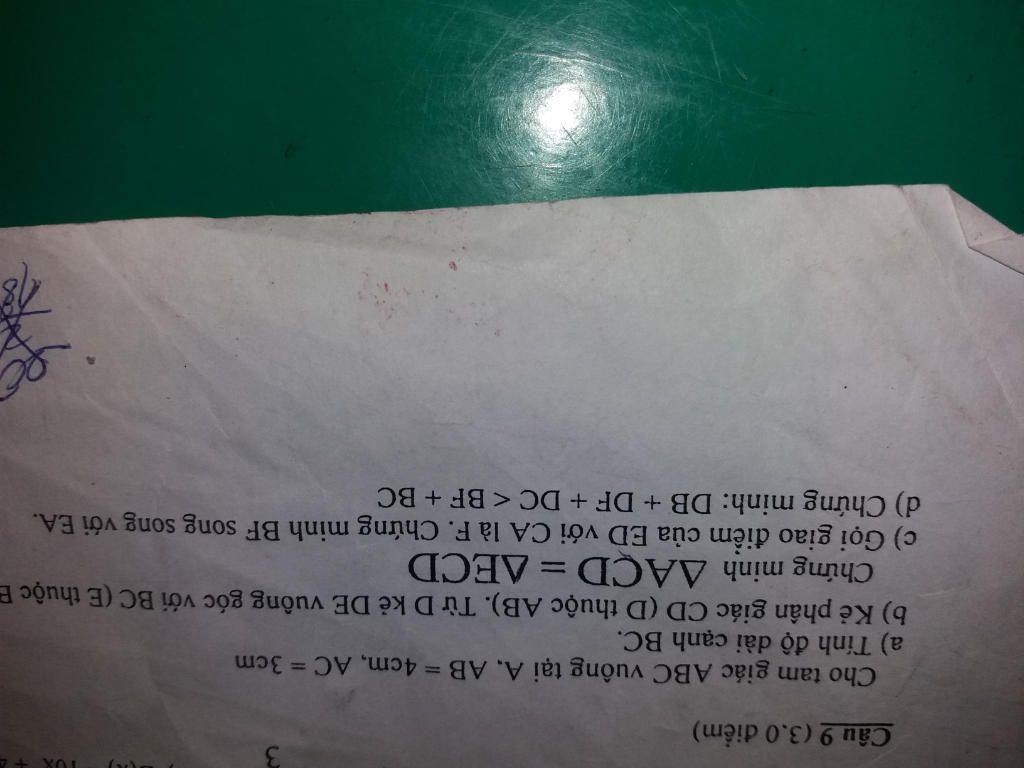 3
Câu 9 (3.0 điểm)
Cho tam giác ABC vuông tại A, AB = 4cm, AC = 3cm
a) Tính độ dài cạnh BC.
b) Kẻ phân giác CD (D thuộc AB). Từ D kẻ DE vuông góc với BC (E thuộc B
Chứng minh ΔACD = ΔECD
c) Gọi giao điểm của ED với CA là F. Chứng minh BF song song với EA.
d) Chứng minh: DB + DF + DC < BF + BC